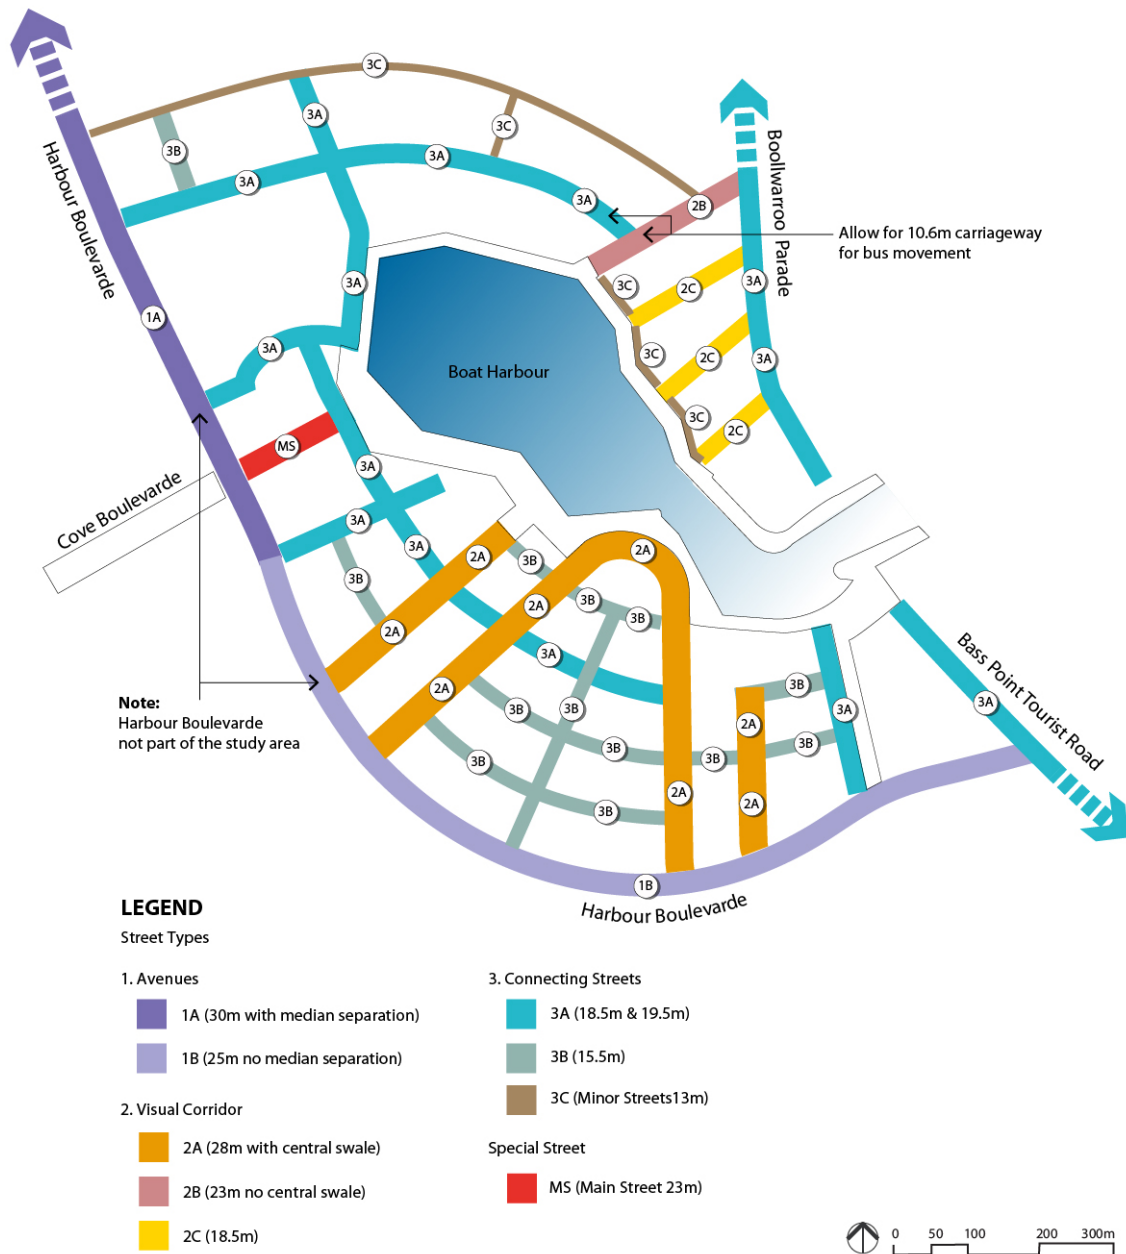 3C
3A
3C
3B
3A
3A
3A
2B
Harbour Boulevarde
Boollwarroo Parade
Allow for 10.6m carriageway
for bus movement
3A
3C
2C
3A
1A
3A
3C
2C
3A
Boat Harbour
3C
2C
MS
3A
Cove Boulevarde
3A
3A
2A
3B
2A
3B
2A
3B
3B
2A
3A
2A
3B
3B
3B
3A
3A
Bass Point Tourist Road
Note:
Harbour Boulevarde
not part of the study area
2A
3B
3B
3B
3B
3B
2A
2A
1B
Harbour Boulevarde
LEGEND
Street Types
1. Avenues
1A (30m with median separation)
1B (25m no median separation)
2. Visual Corridor
2A (28m with central swale)
2B (23m no central swale)
2C (18.5m)
3. Connecting Streets
3A (18.5m & 19.5m)
3B (15.5m)
3C (Minor Streets13m)
Special Street
MS (Main Street 23m)
0 50 100 200 300m